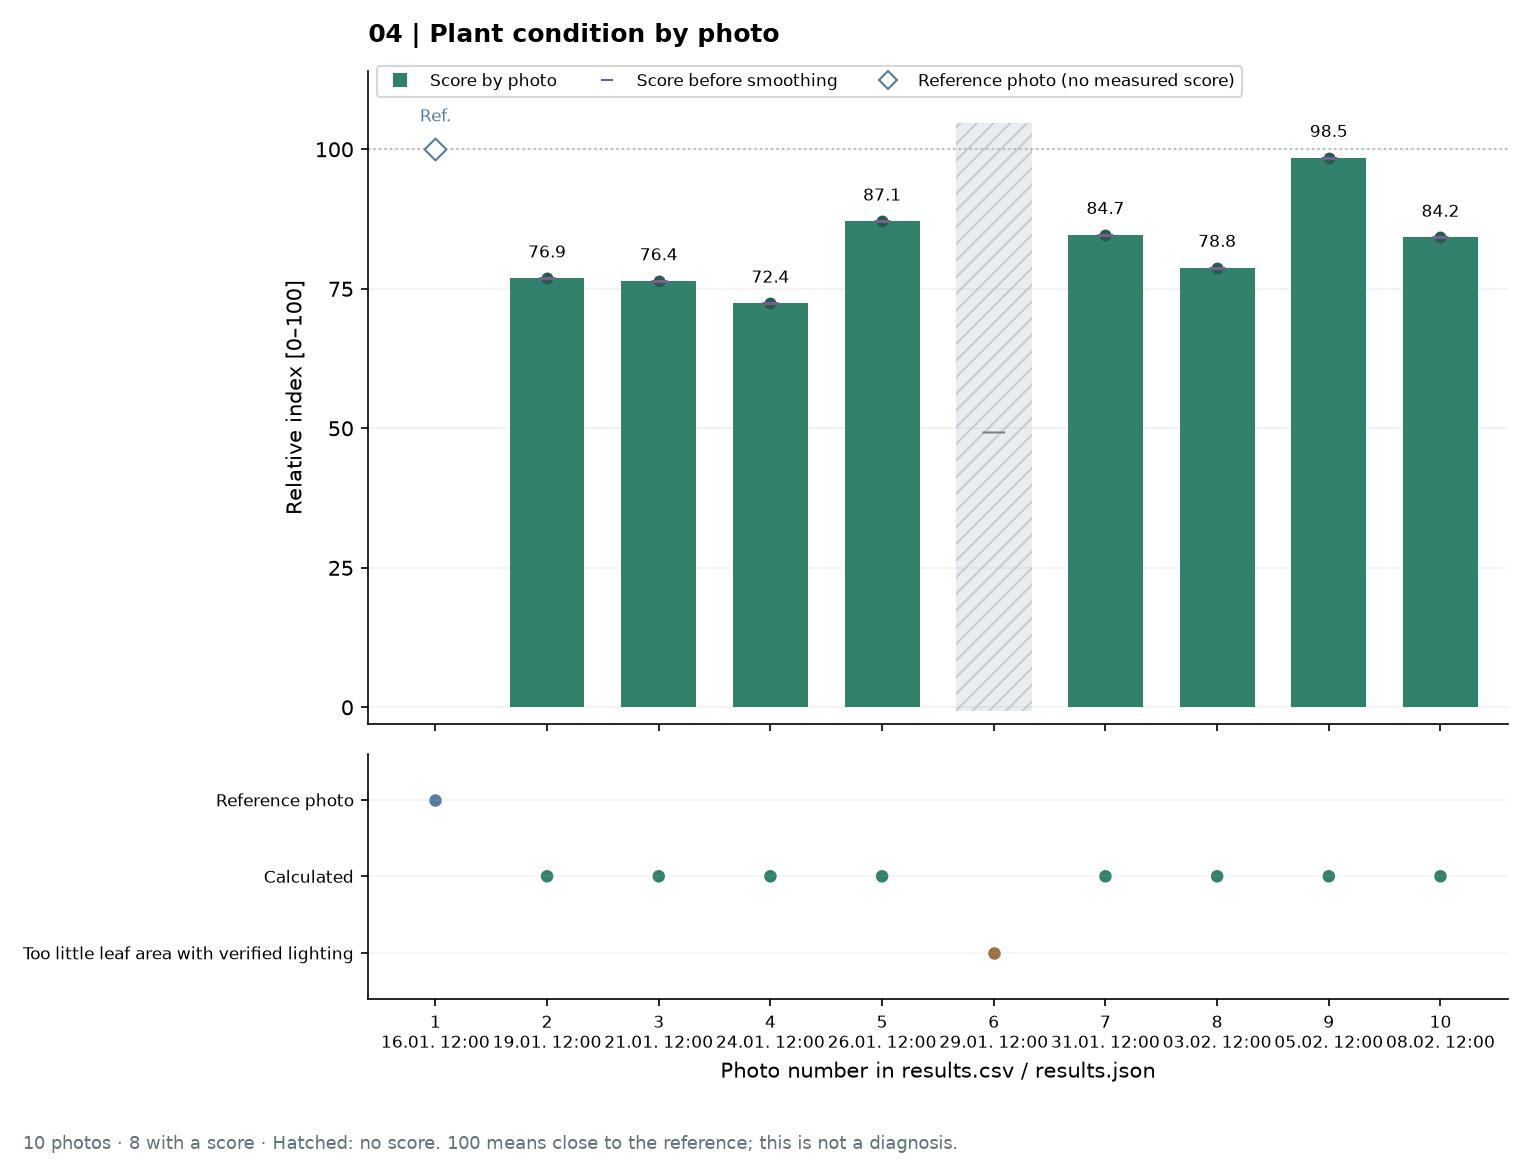 04 | Plant condition by photo
Score by photo
Score before smoothing
Reference photo (no measured score)
Ref.
100
75
50
25
0
Relative index [0–100]
76.9
76.4
72.4
87.1
—
84.7
78.8
98.5
84.2
Reference photo
Calculated
Too little leaf area with verified lighting
1 2 3 4 5 6 7 8 9 10
16.01. 12:00 19.01. 12:00 21.01. 12:00 24.01. 12:00 26.01. 12:00 29.01. 12:00 31.01. 12:00 03.02. 12:00 05.02. 12:00 08.02. 12:00
Photo number in results.csv / results.json
10 photos · 8 with a score · Hatched: no score. 100 means close to the reference; this is not a diagnosis.